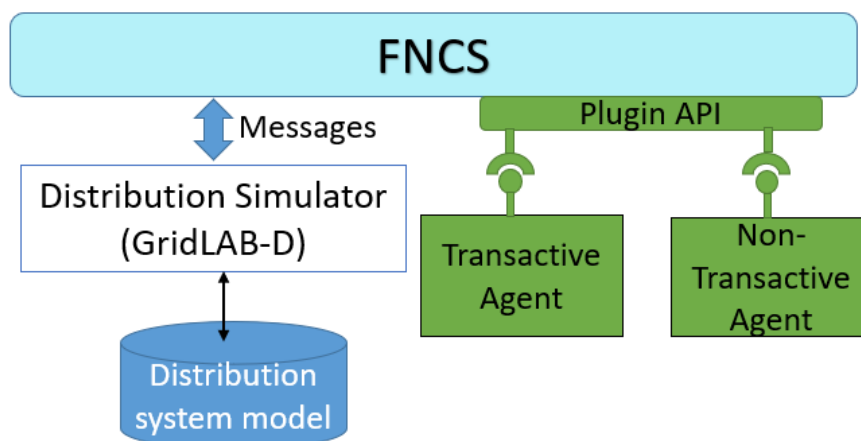 FNCS
Plugin API
Messages
Distribution Simulator
(GridLAB-D)
Transactive
Agent
Non-
Transactive
Agent
Distribution
system model